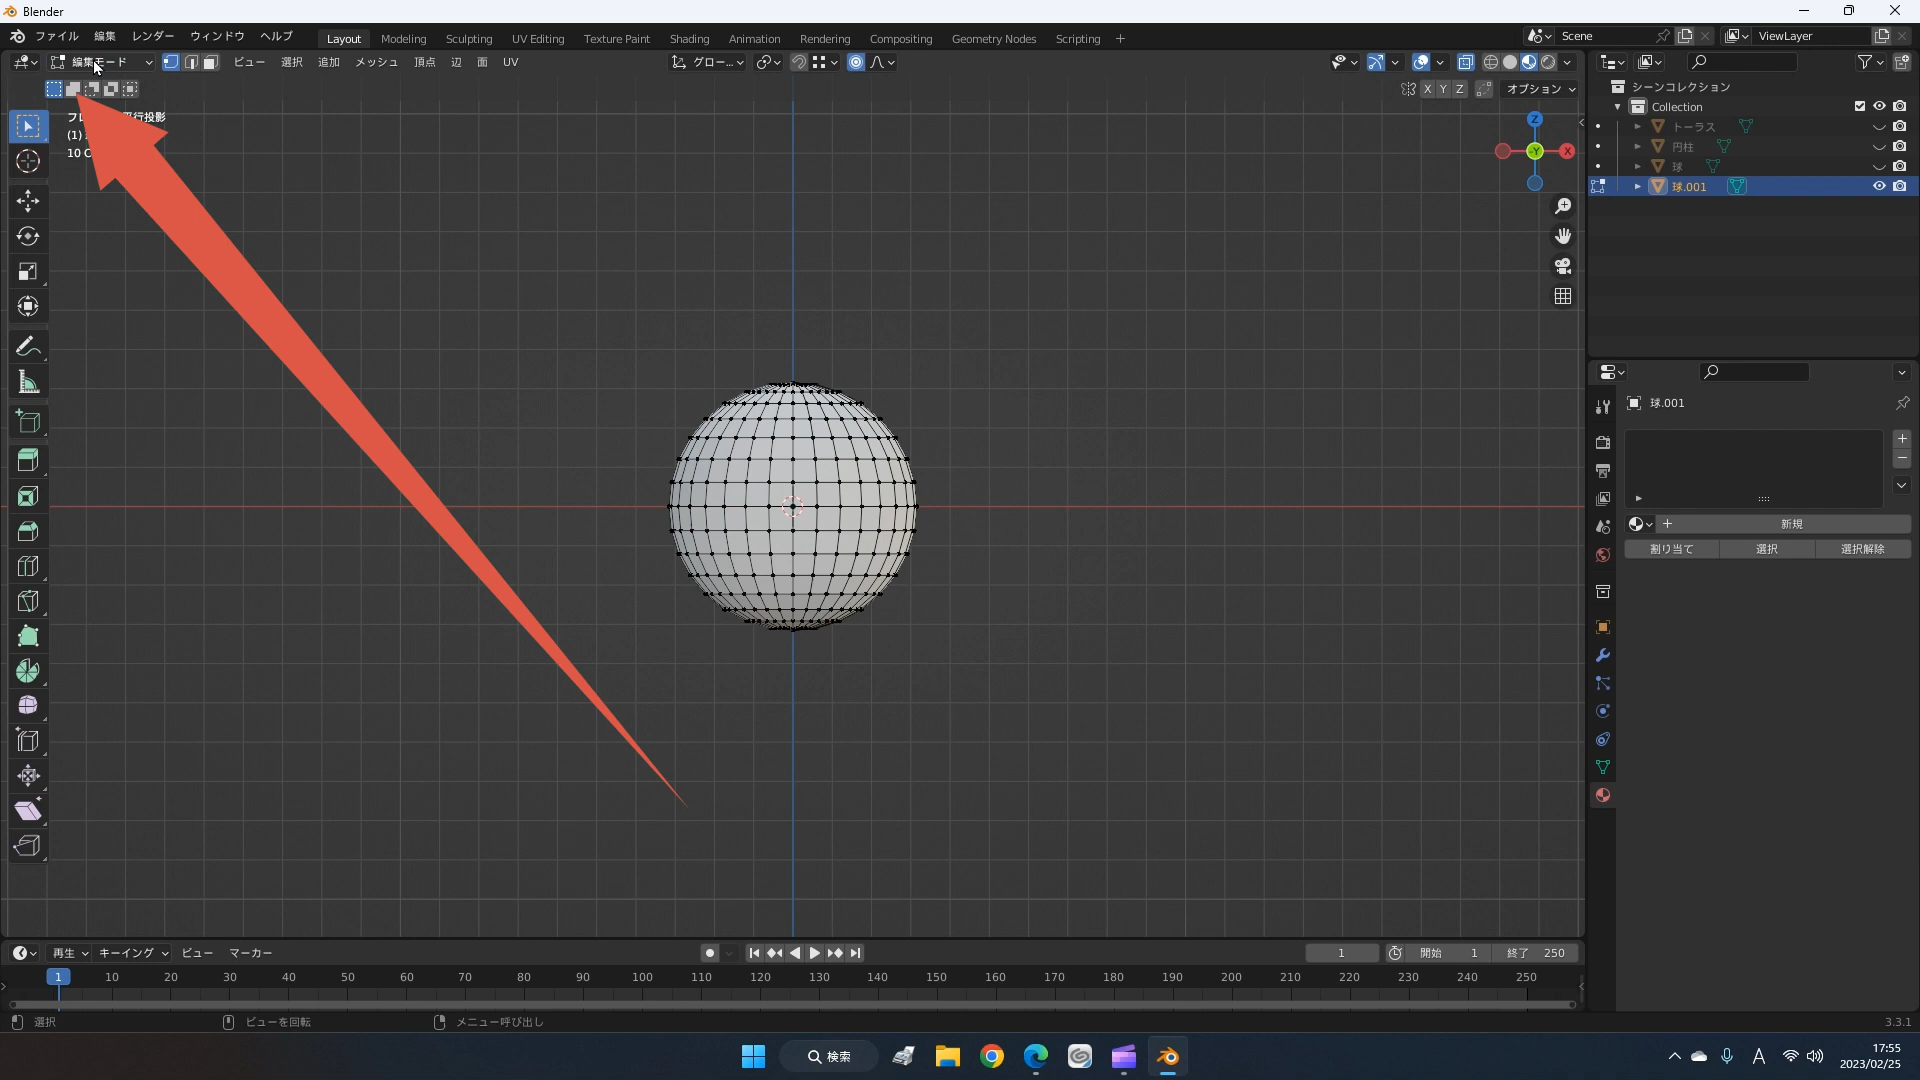 Blender
ファイル 編集 レンダー ウィンドウ ヘルプ Layout Modeling Sculpting UV Editing Texture Paint Shading Animation Rendering Compositing Geometry Nodes Scripting + Scene ViewLayer
編集モード ビュー 選択 追加 メッシュ 頂点 辺 面 UV グロー...
X Y Z オプション
行投影
(1)
10 C
Z
-Y X
シーンコレクション
Collection
トーラス
円柱
球
球.001
球.001
新規
割り当て 選択 選択解除
再生 キーイング ビュー マーカー 1 開始 1 終了 250
1 10 20 30 40 50 60 70 80 90 100 110 120 130 140 150 160 170 180 190 200 210 220 230 240 250
選択 ビューを回転 メニュー呼び出し 3.3.1
検索 A 17:55
2023/02/25